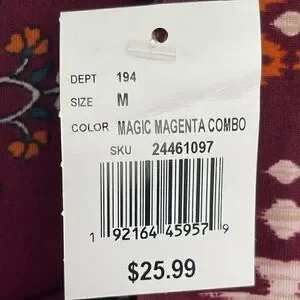 DEPT 194
SIZE M
COLOR MAGIC MAGENTA COMBO
SKU 24461097
1 92164 45957 9
$25.99